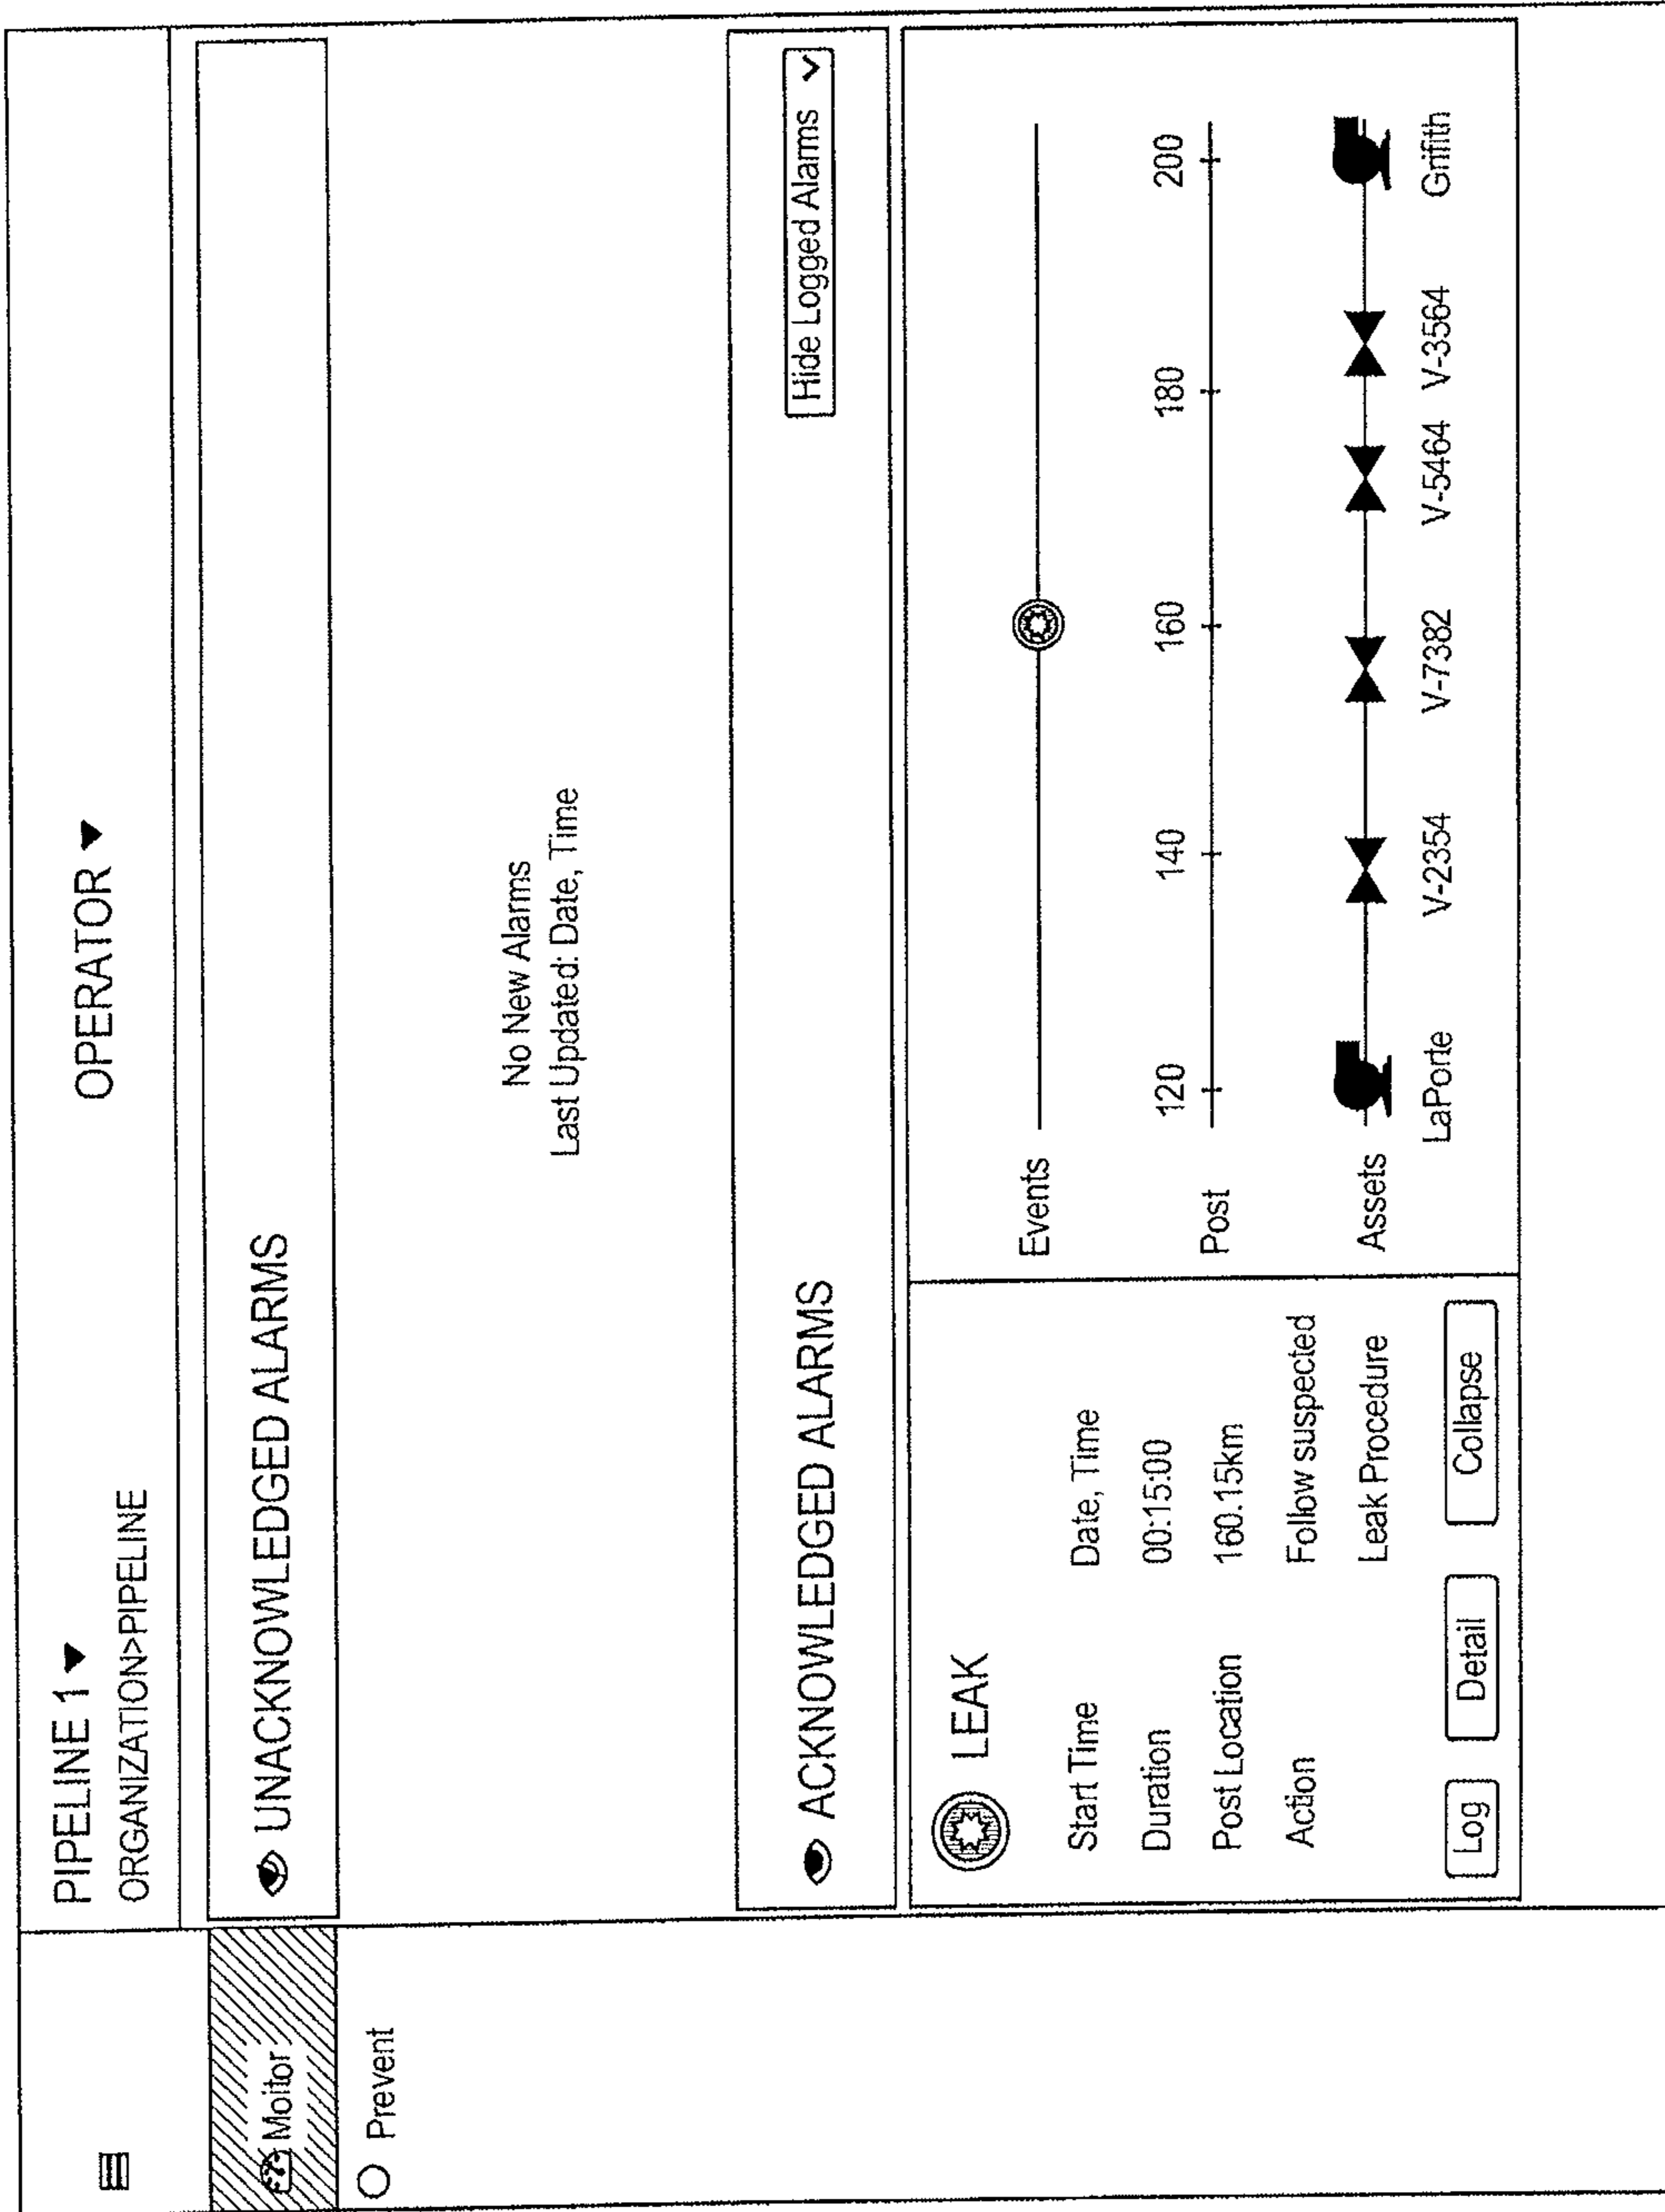 PIPELINE 1
OPERATOR
ORGANIZATION>PIPELINE
Moitor
Prevent
UNACKNOWLEDGED ALARMS
No New Alarms
Last Updated: Date, Time
ACKNOWLEDGED ALARMS
Hide Logged Alarms
LEAK
Start Time Date, Time
Duration 00:15:00
Post Location 160.15km
Action Follow suspected
Leak Procedure
Log Detail Collapse
Events
Post 120 140 160 180 200
Assets
LaPorte V-2354 V-7382 V-5464 V-3564 Grifith